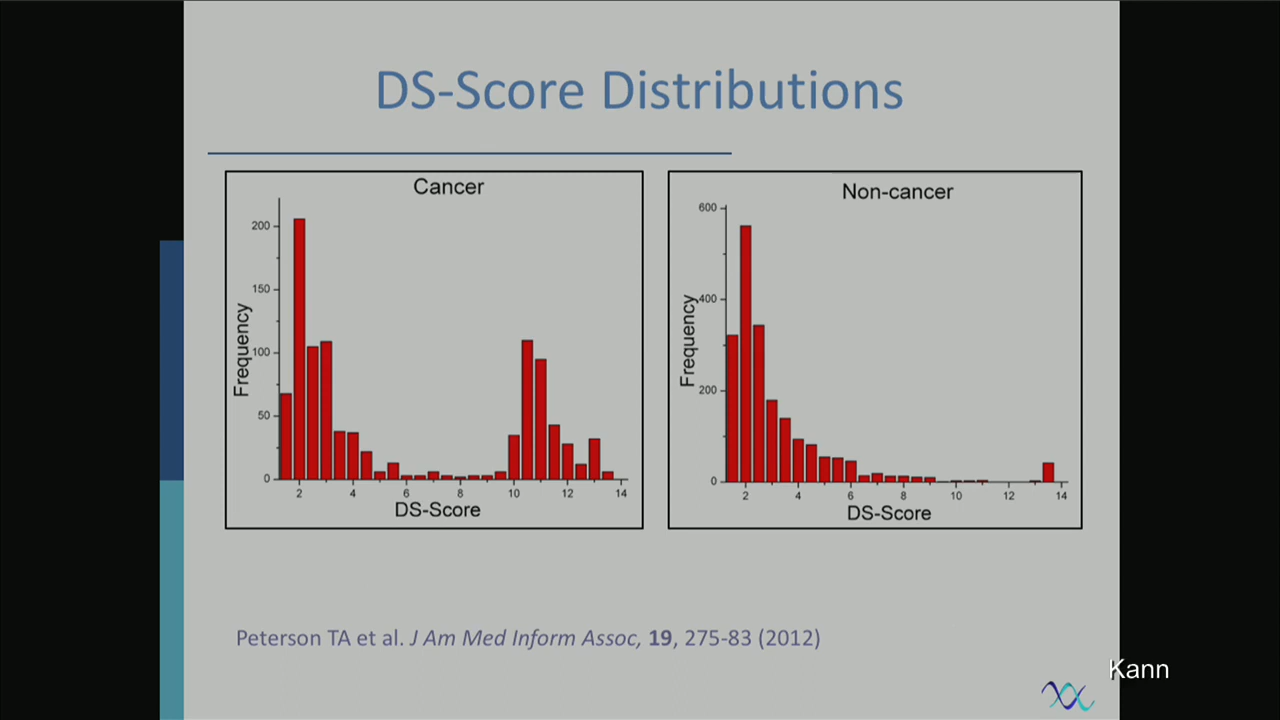 DS-Score Distributions
Cancer
200
150
100
50
0
Frequency
2 4 6 8 10 12 14
DS-Score
Non-cancer
600
400
200
0
Frequency
2 4 6 8 10 12 14
DS-Score
Peterson TA et al. J Am Med Inform Assoc, 19, 275-83 (2012)
Kann